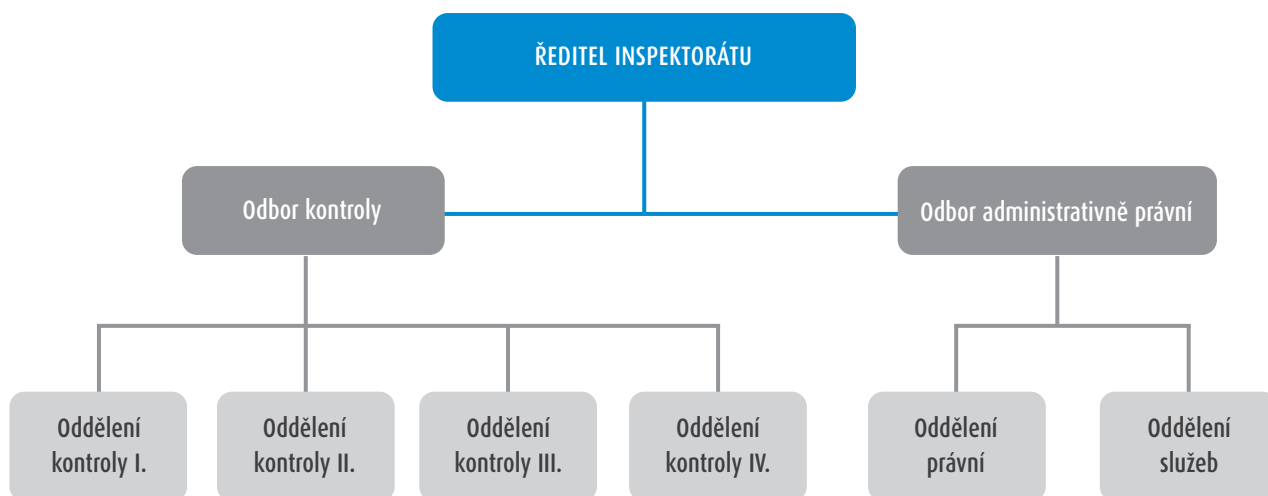 ŘEDITEL INSPEKTORÁTU
Odbor kontroly
Odbor administrativně právní
Oddělení
kontroly I.
Oddělení
kontroly II.
Oddělení
kontroly III.
Oddělení
kontroly IV.
Oddělení
právní
Oddělení
služeb